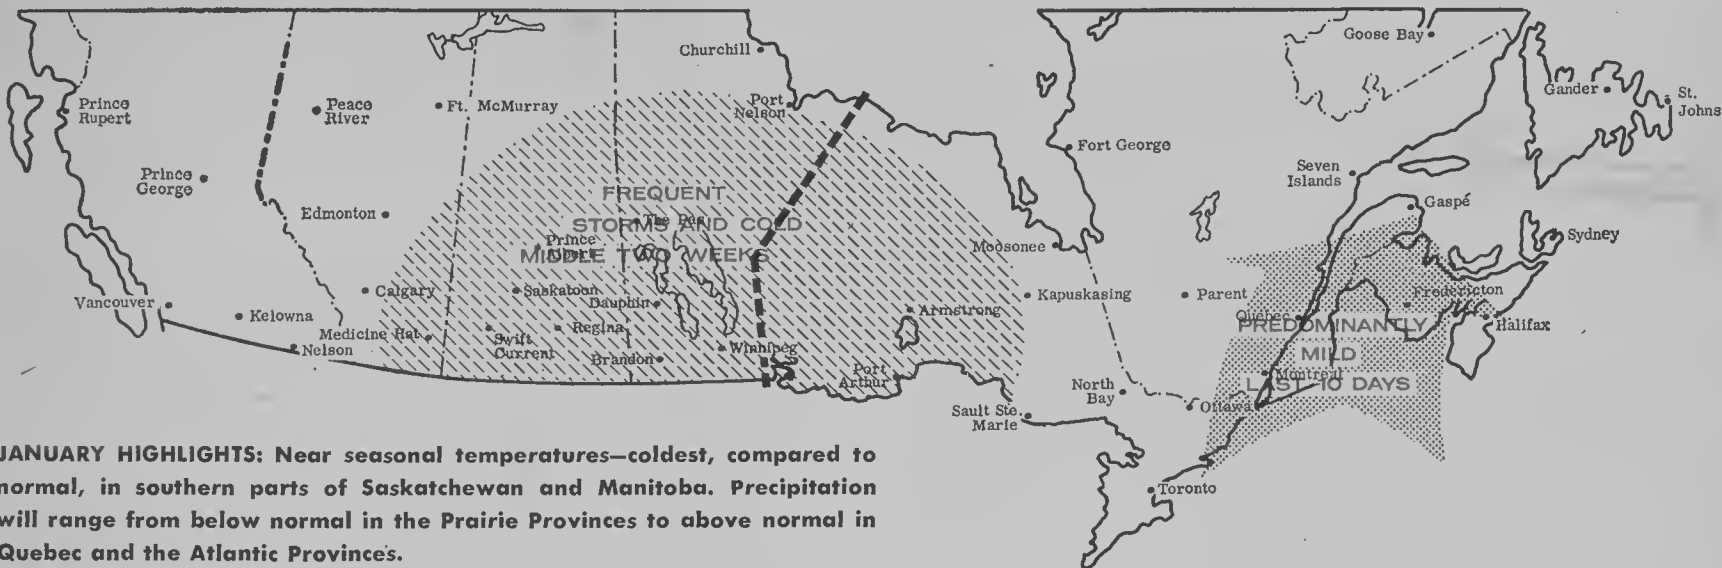 Churchill
Goose Bay
Prince
Rupert
Peace
River
Ft. McMurray
Port
Nelson
Gander
St.
Johns
Prince
George
Fort George
Seven
Islands
Edmonton
FREQUENT
STORMS AND COLD
MIDDLE TWO WEEKS
The Pas
Prince
Albert
Gaspé
Moosonee
Sydney
Vancouver
Kelowna
Calgary
Saskatoon
Dauphin
Armstrong
Kapuskasing
Parent
Fredericton
Medicine Hat
Nelson
Swift
Current
Regina
Brandon
Winnipeg
Port
Arthur
Quebec
Halifax
PREDOMINANTLY
MILD
LAST 10 DAYS
Montreal
North
Bay
Ottawa
Sault Ste.
Marie
Toronto
JANUARY HIGHLIGHTS: Near seasonal temperatures—coldest, compared to
normal, in southern parts of Saskatchewan and Manitoba. Precipitation
will range from below normal in the Prairie Provinces to above normal in
Quebec and the Atlantic Provinces.